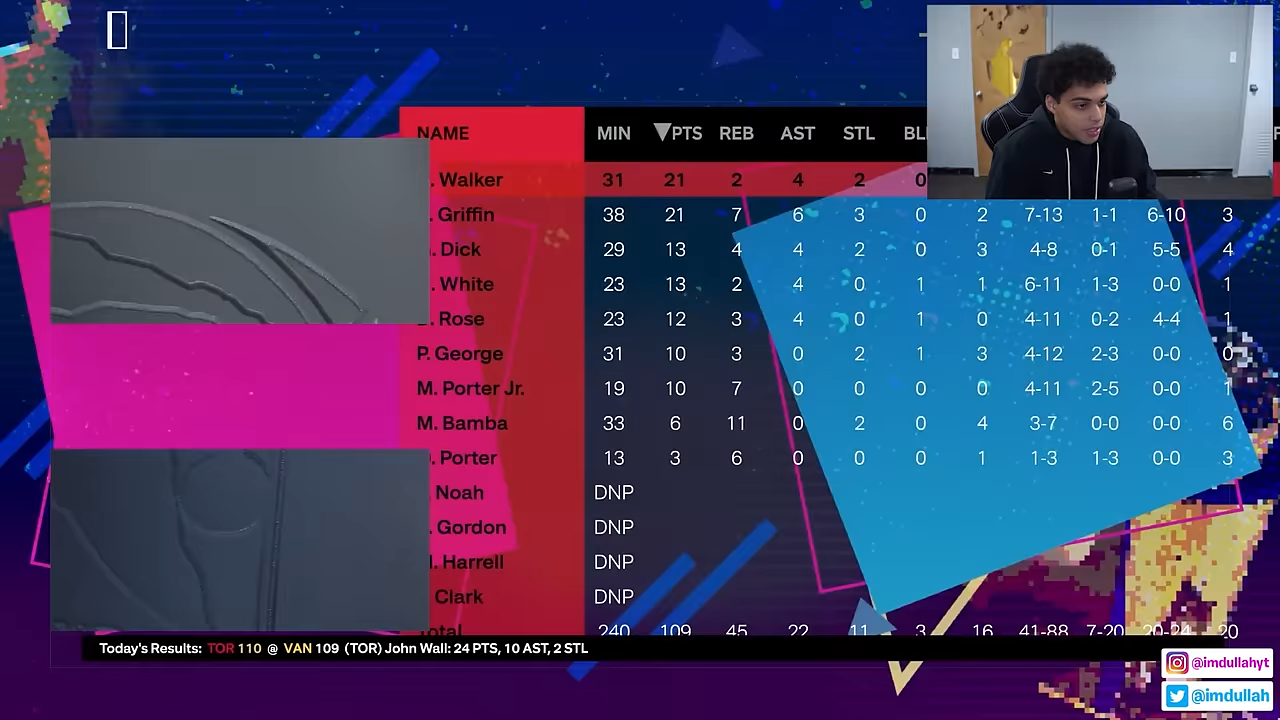 NAME MIN ▼PTS REB AST STL
. Walker 31 21 2 4 2 0
. Griffin 38 21 7 6 3 0 2 7-13 1-1 6-10 3
. Dick 29 13 4 4 2 0 3 4-8 0-1 5-5 4
. White 23 13 2 4 0 1 1 6-11 1-3 0-0 1
. Rose 23 12 3 4 0 1 0 4-11 0-2 4-4 1
P. George 31 10 3 0 2 1 3 4-12 2-3 0-0 0
M. Porter Jr. 19 10 7 0 0 0 0 4-11 2-5 0-0 1
M. Bamba 33 6 11 0 2 0 4 3-7 0-0 0-0 6
. Porter 13 3 6 0 0 0 1 1-3 1-3 0-0 3
. Noah DNP
. Gordon DNP
. Harrell DNP
Clark DNP
Total 240 109 45 22 11 3 16 41-88 7-20 20-24 20
Today's Results: TOR 110 @ VAN 109 (TOR) John Wall: 24 PTS, 10 AST, 2 STL
@imdullahyt
@imdullah